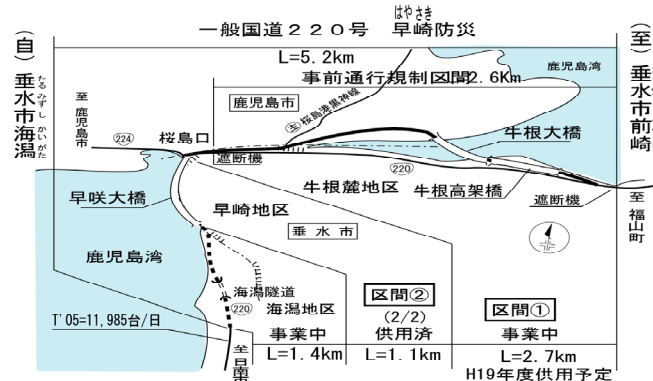 一般国道220号 早崎防災
はや さき
(自)垂水市海潟
たる みず し かい がた
(至)垂水市前崎
L=5.2km
事前通行規制区間 L=2.6Km
鹿児島湾
鹿児島市
至 桜島港黒神線
至 鹿児島市
224
桜島口
遮断機
牛根大橋
220
牛根麓地区
牛根高架橋
遮断機
至 福山町
早咲大橋
早崎地区
垂水市
鹿児島湾
海潟隧道
220
海潟地区
区間②
(2/2)
区間①
T'05=11,985台/日
事業中
供用済
事業中
至 日南市
L=1.4km
L=1.1km
L=2.7km
H19年度供用予定